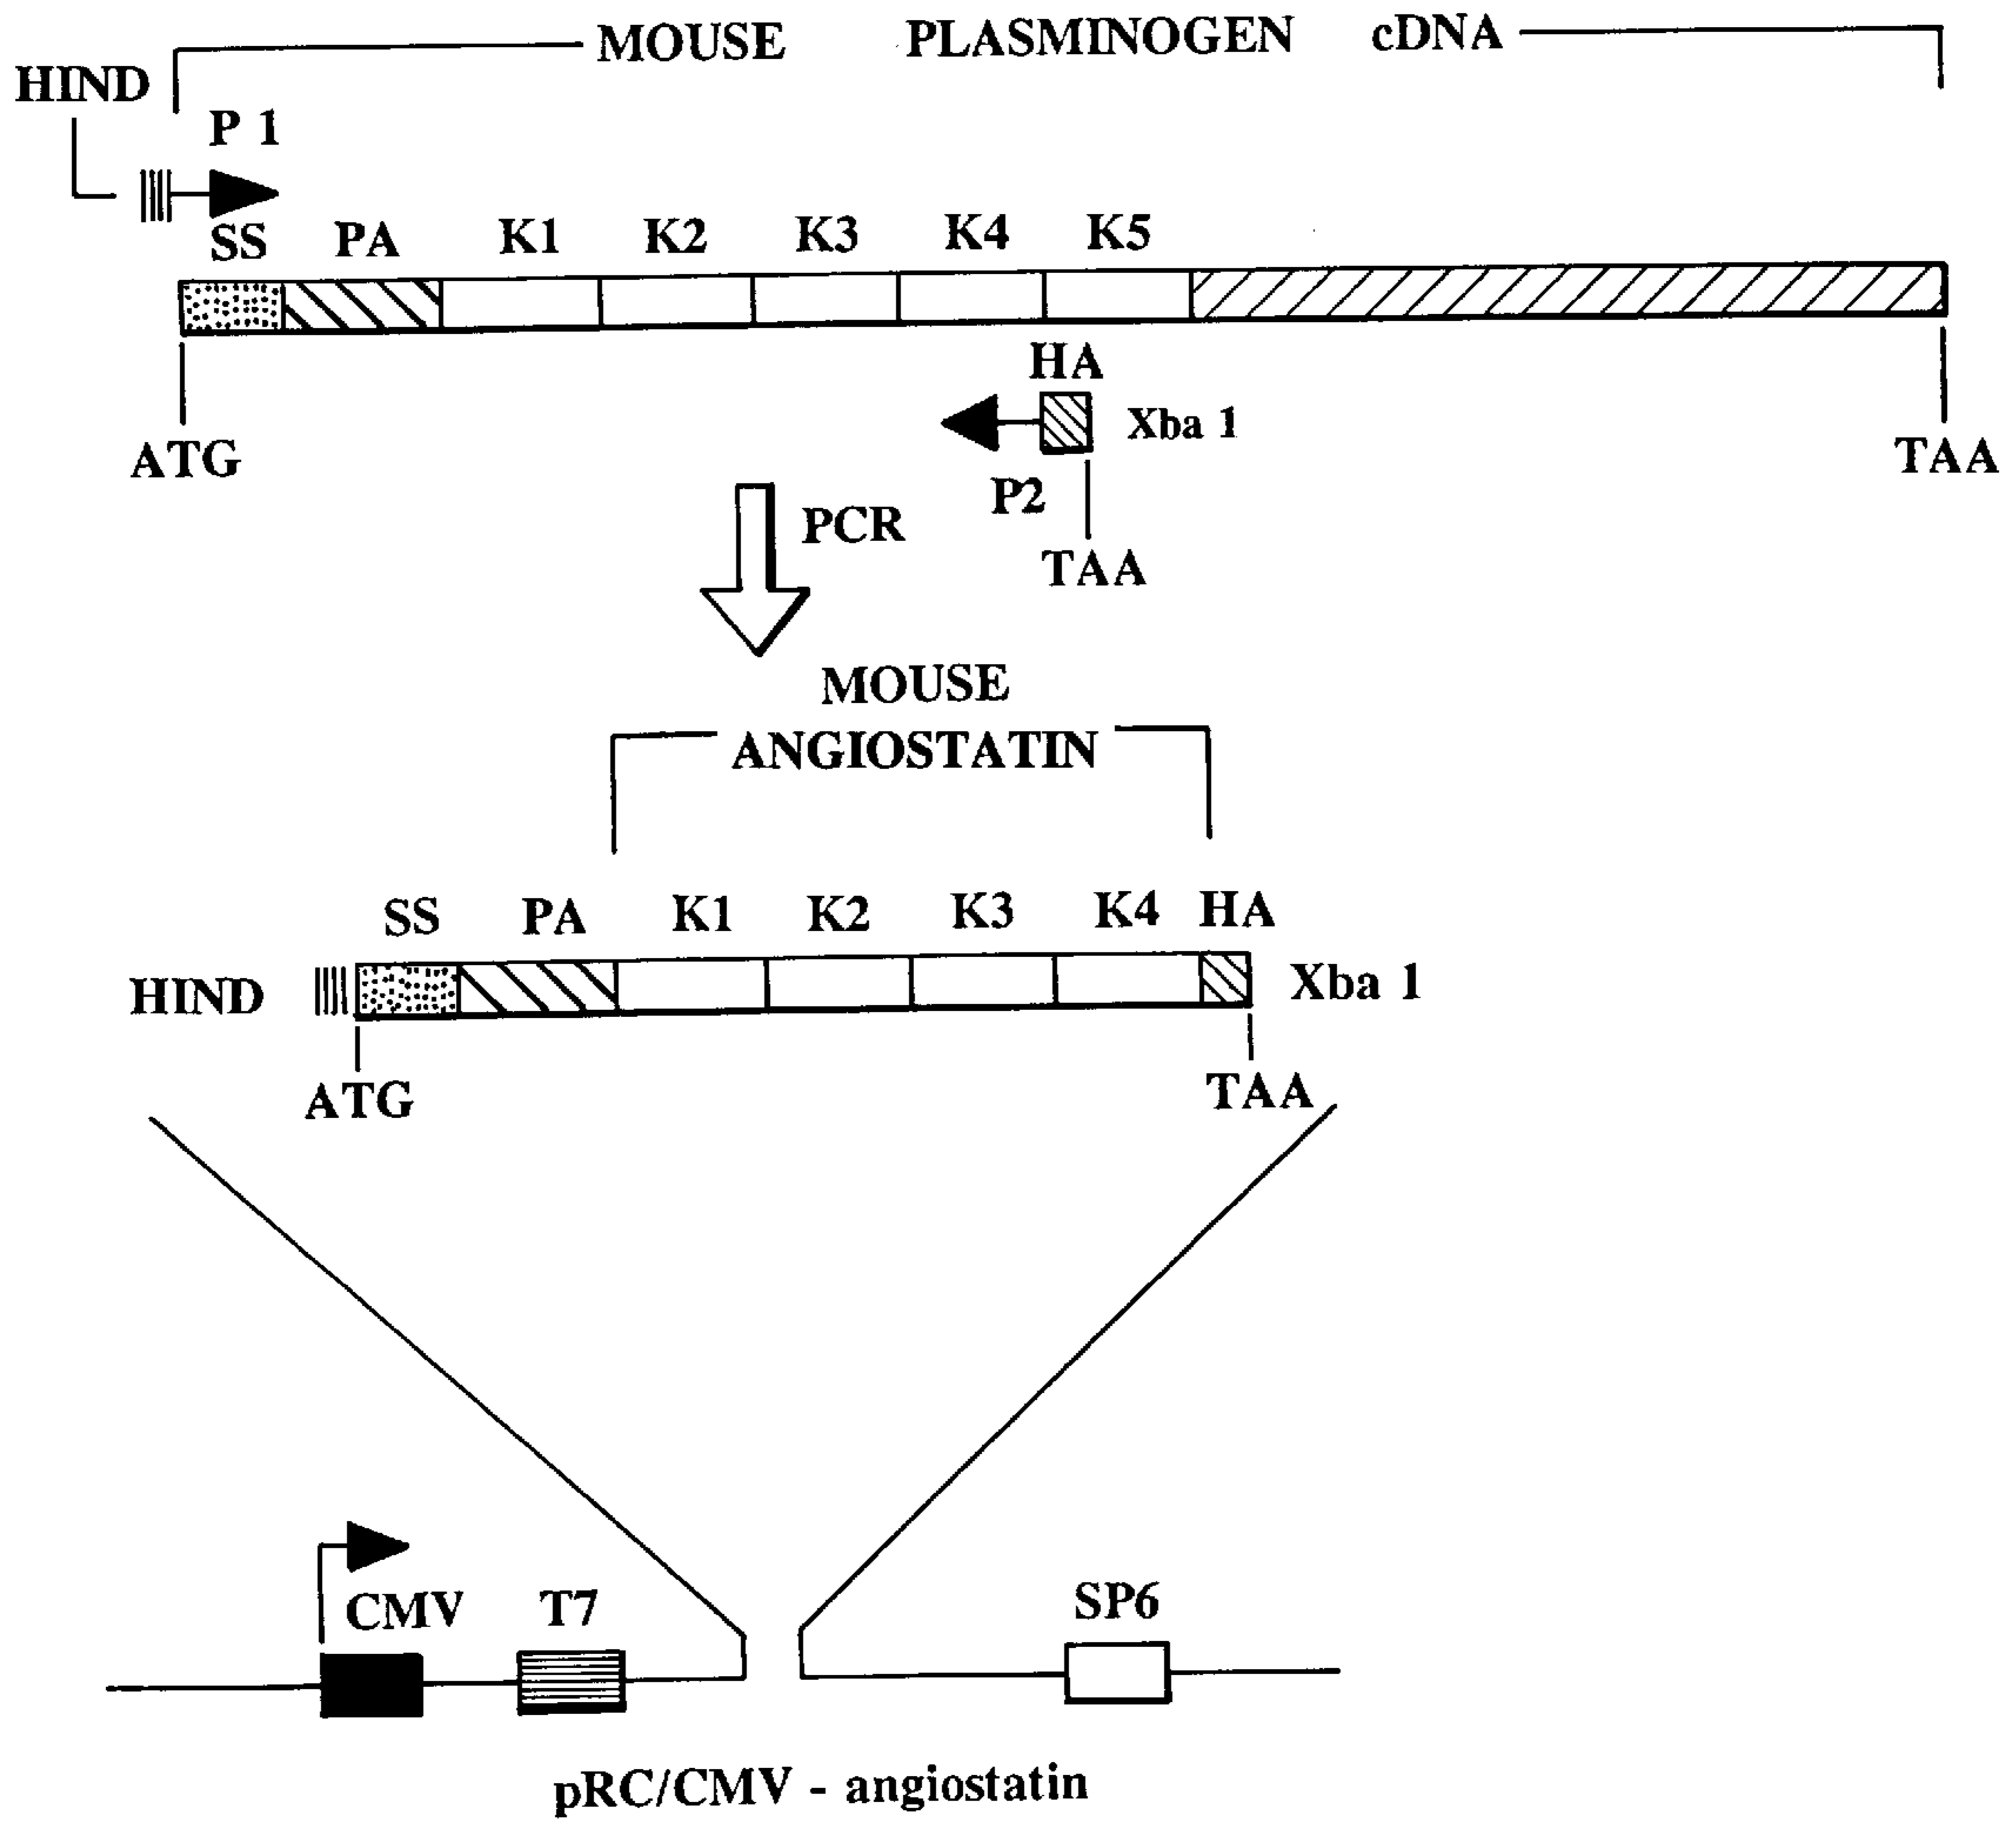 MOUSE PLASMINOGEN cDNA
HIND
P 1
SS PA K1 K2 K3 K4 K5
HA
Xba 1
ATG
TAA
P2
PCR
TAA
MOUSE
ANGIOSTATIN
SS PA K1 K2 K3 K4 HA
HIND
Xba 1
ATG
TAA
CMV
T7
SP6
pRC/CMV - angiostatin